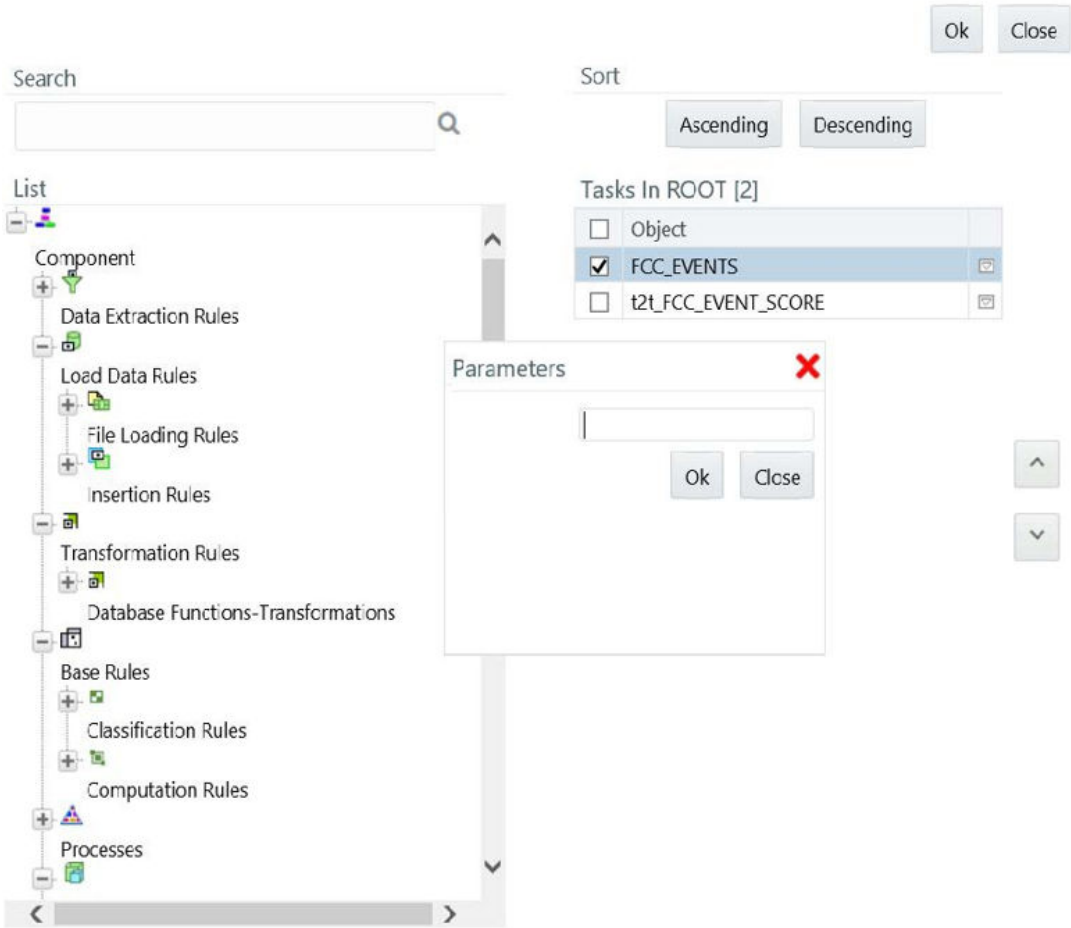 Ok Close
Search
Sort
Ascending Descending
List
Tasks In ROOT [2]
Object
FCC_EVENTS
t2t_FCC_EVENT_SCORE
Component
Data Extraction Rules
Load Data Rules
File Loading Rules
Insertion Rules
Transformation Rules
Database Functions-Transformations
Base Rules
Classification Rules
Computation Rules
Processes
Parameters
Ok Close